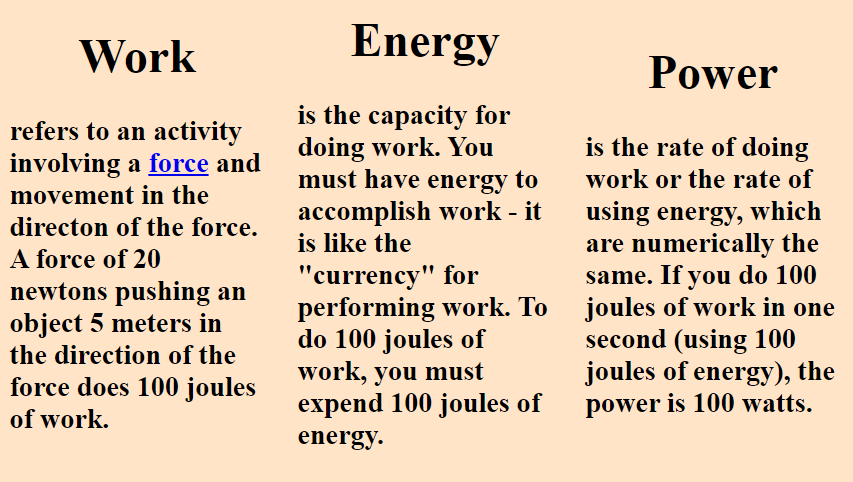 Work
refers to an activity
involving a force and
movement in the
directon of the force.
A force of 20
newtons pushing an
object 5 meters in
the direction of the
force does 100 joules
of work.
Energy
is the capacity for
doing work. You
must have energy to
accomplish work - it
is like the
"currency" for
performing work. To
do 100 joules of
work, you must
expend 100 joules of
energy.
Power
is the rate of doing
work or the rate of
using energy, which
are numerically the
same. If you do 100
joules of work in one
second (using 100
joules of energy), the
power is 100 watts.